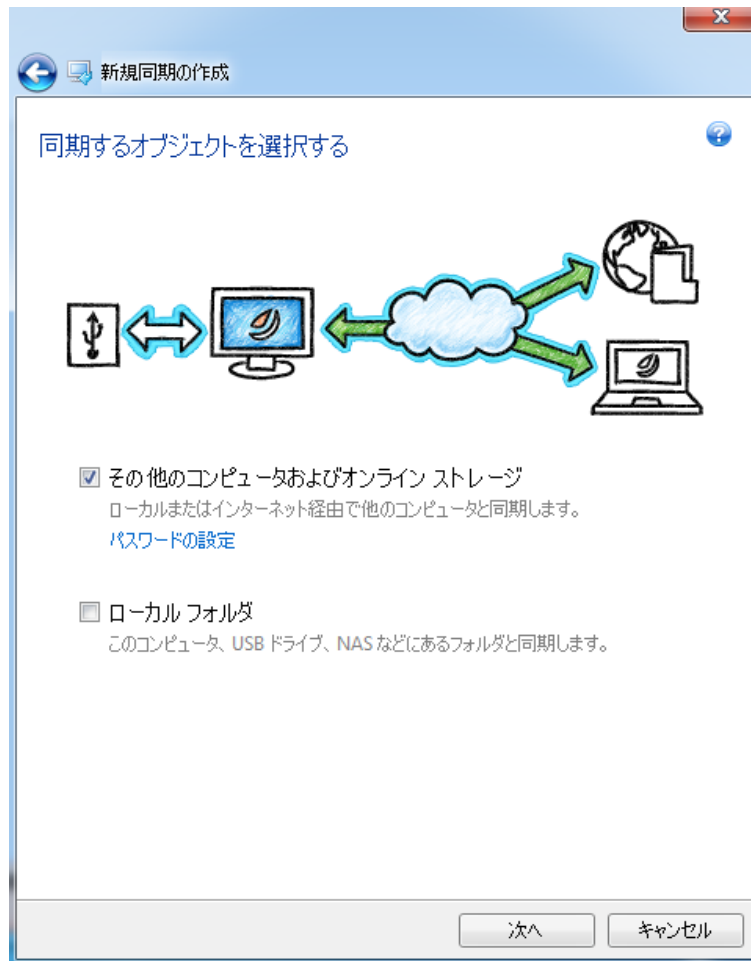 新規同期の作成
同期するオブジェクトを選択する
その他のコンピュータおよびオンライン ストレージ
ローカルまたはインターネット経由で他のコンピュータと同期します。
パスワードの設定
ローカル フォルダ
このコンピュータ、USB ドライブ、NAS などにあるフォルダと同期します。
次へ
キャンセル